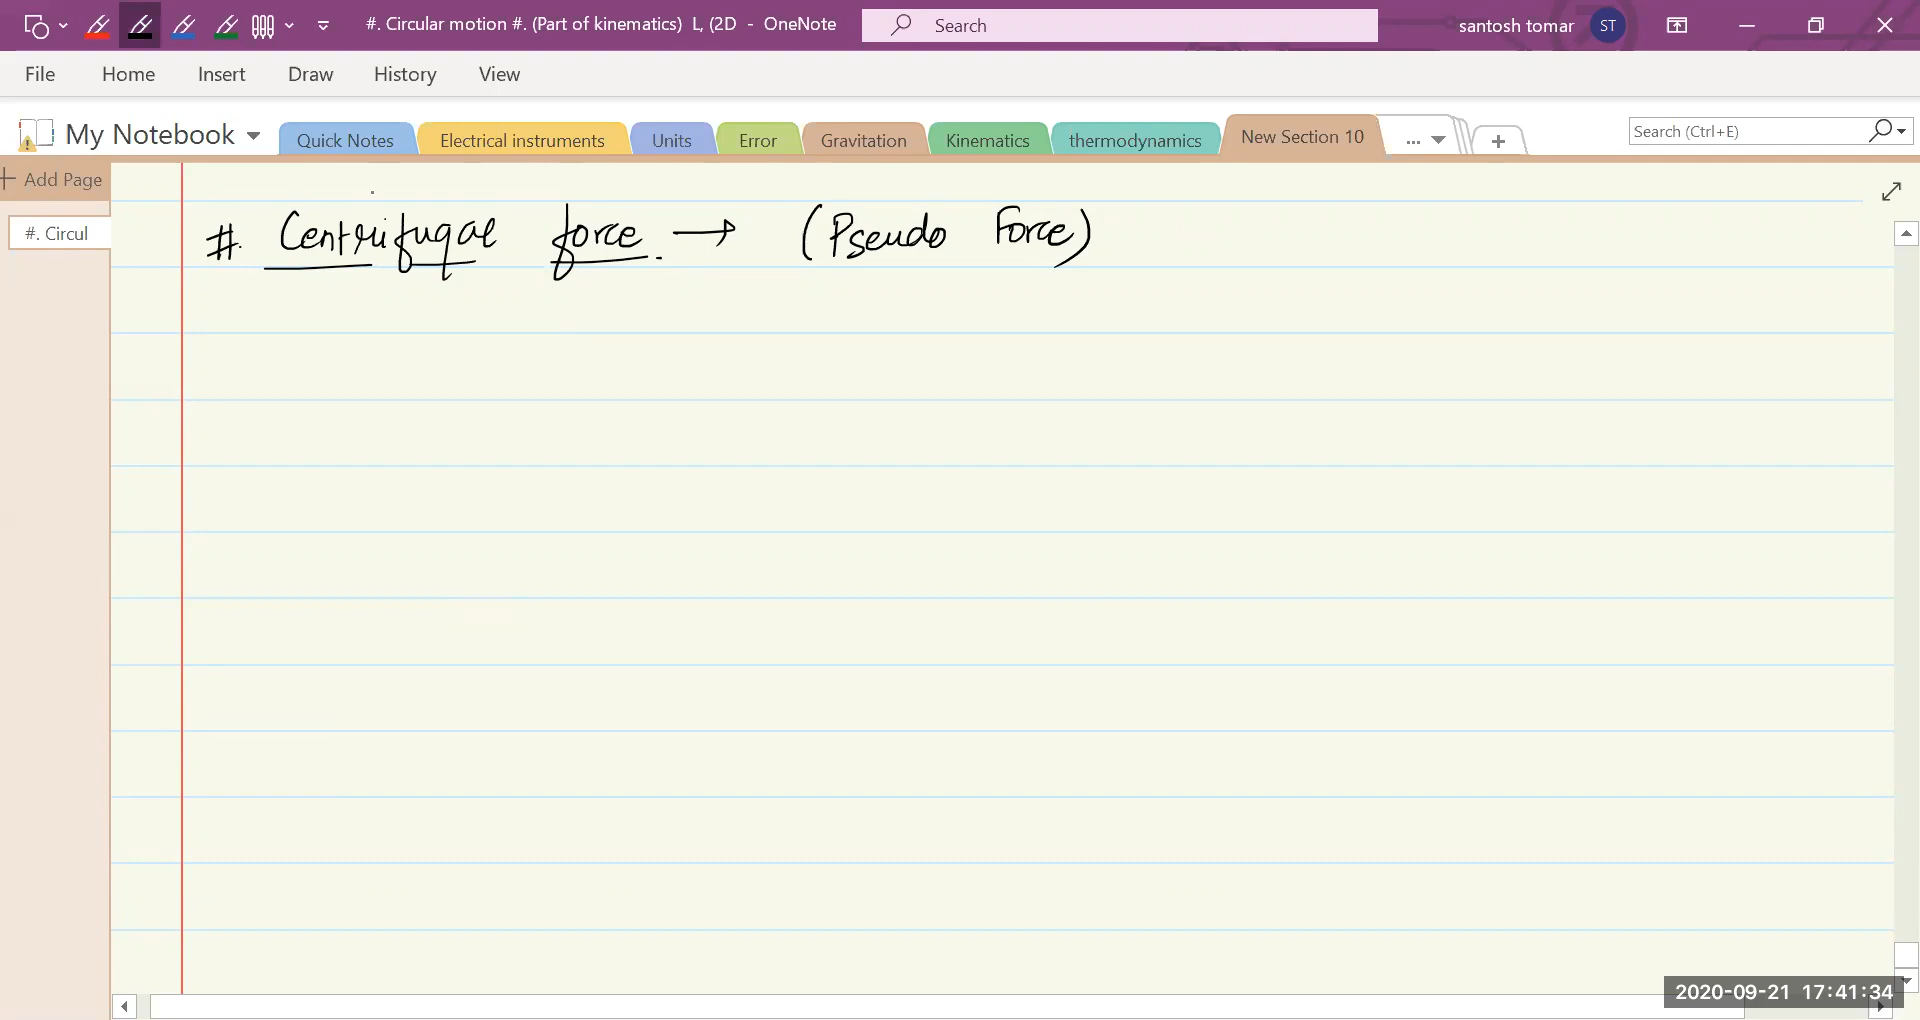 #. Circular motion #. (Part of kinematics) L, (2D - OneNote
Search
santosh tomar
ST
File Home Insert Draw History View
My Notebook
Quick Notes
Electrical instruments
Units
Error
Gravitation
Kinematics
thermodynamics
New Section 10
...
Search (Ctrl+E)
Add Page
#. Circul
#. Centrifugal force. → (Pseudo Force)
2020-09-21 17:41:34